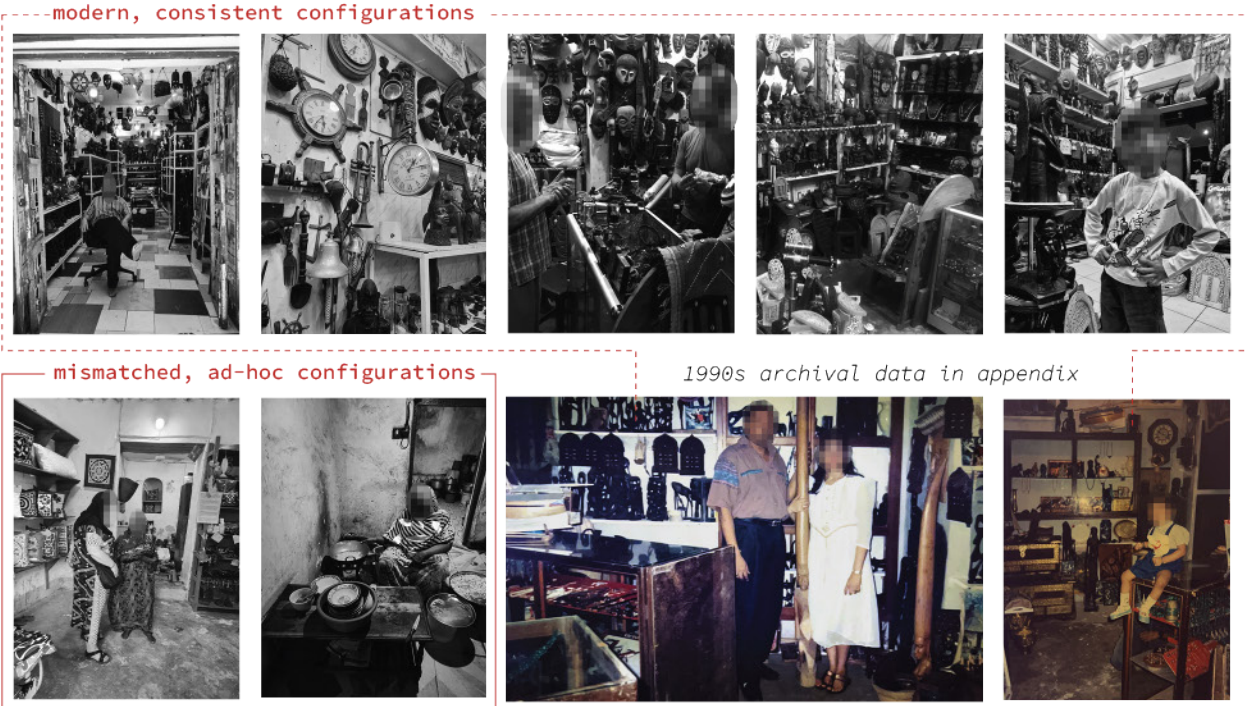 modern, consistent configurations
mismatched, ad-hoc configurations
1990s archival data in appendix